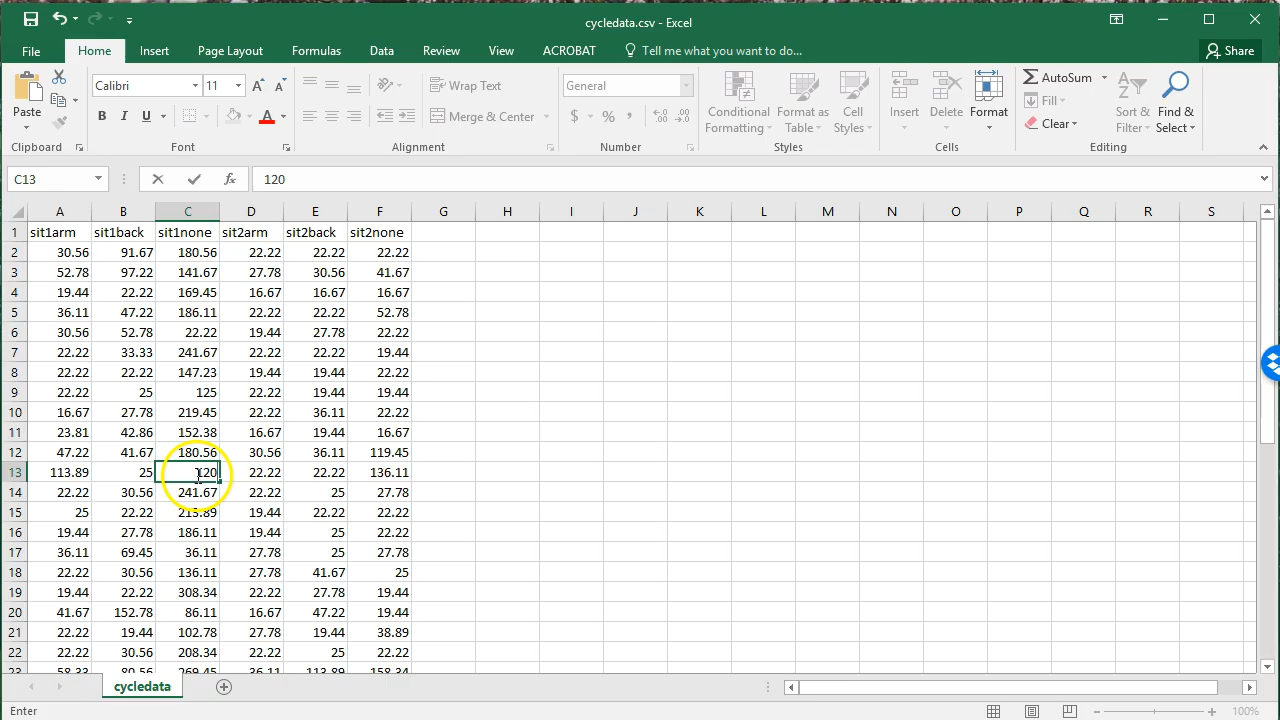 cycledata.csv - Excel
File Home Insert Page Layout Formulas Data Review View ACROBAT Tell me what you want to do... Share
Calibri 11 Wrap Text General AutoSum
Paste B I U Merge & Center $ % , Conditional Formatting Format as Table Cell Styles Insert Delete Format Fill Clear Sort & Filter Find & Select
Clipboard Font Alignment Number Styles Cells Editing
C13 fx 120
A B C D E F G H I J K L M N O P Q R S
1 sit1arm sit1back sit1none sit2arm sit2back sit2none
2 30.56 91.67 180.56 22.22 22.22 22.22
3 52.78 97.22 141.67 27.78 30.56 41.67
4 19.44 22.22 169.45 16.67 16.67 16.67
5 36.11 47.22 186.11 22.22 22.22 52.78
6 30.56 52.78 22.22 19.44 27.78 22.22
7 22.22 33.33 241.67 22.22 22.22 19.44
8 22.22 22.22 147.23 19.44 19.44 22.22
9 22.22 25 125 22.22 19.44 19.44
10 16.67 27.78 219.45 22.22 36.11 22.22
11 23.81 42.86 152.38 16.67 19.44 16.67
12 47.22 41.67 180.56 30.56 36.11 119.45
13 113.89 25 120 22.22 22.22 136.11
14 22.22 30.56 241.67 22.22 25 27.78
15 25 22.22 213.89 19.44 22.22 22.22
16 19.44 27.78 186.11 19.44 25 22.22
17 36.11 69.45 36.11 27.78 25 27.78
18 22.22 30.56 136.11 27.78 41.67 25
19 19.44 22.22 308.34 22.22 27.78 19.44
20 41.67 152.78 86.11 16.67 47.22 19.44
21 22.22 19.44 102.78 27.78 19.44 38.89
22 22.22 30.56 208.34 22.22 25 22.22
23 58.33 80.56 269.45 36.11 113.89 158.34
cycledata
Enter 100%